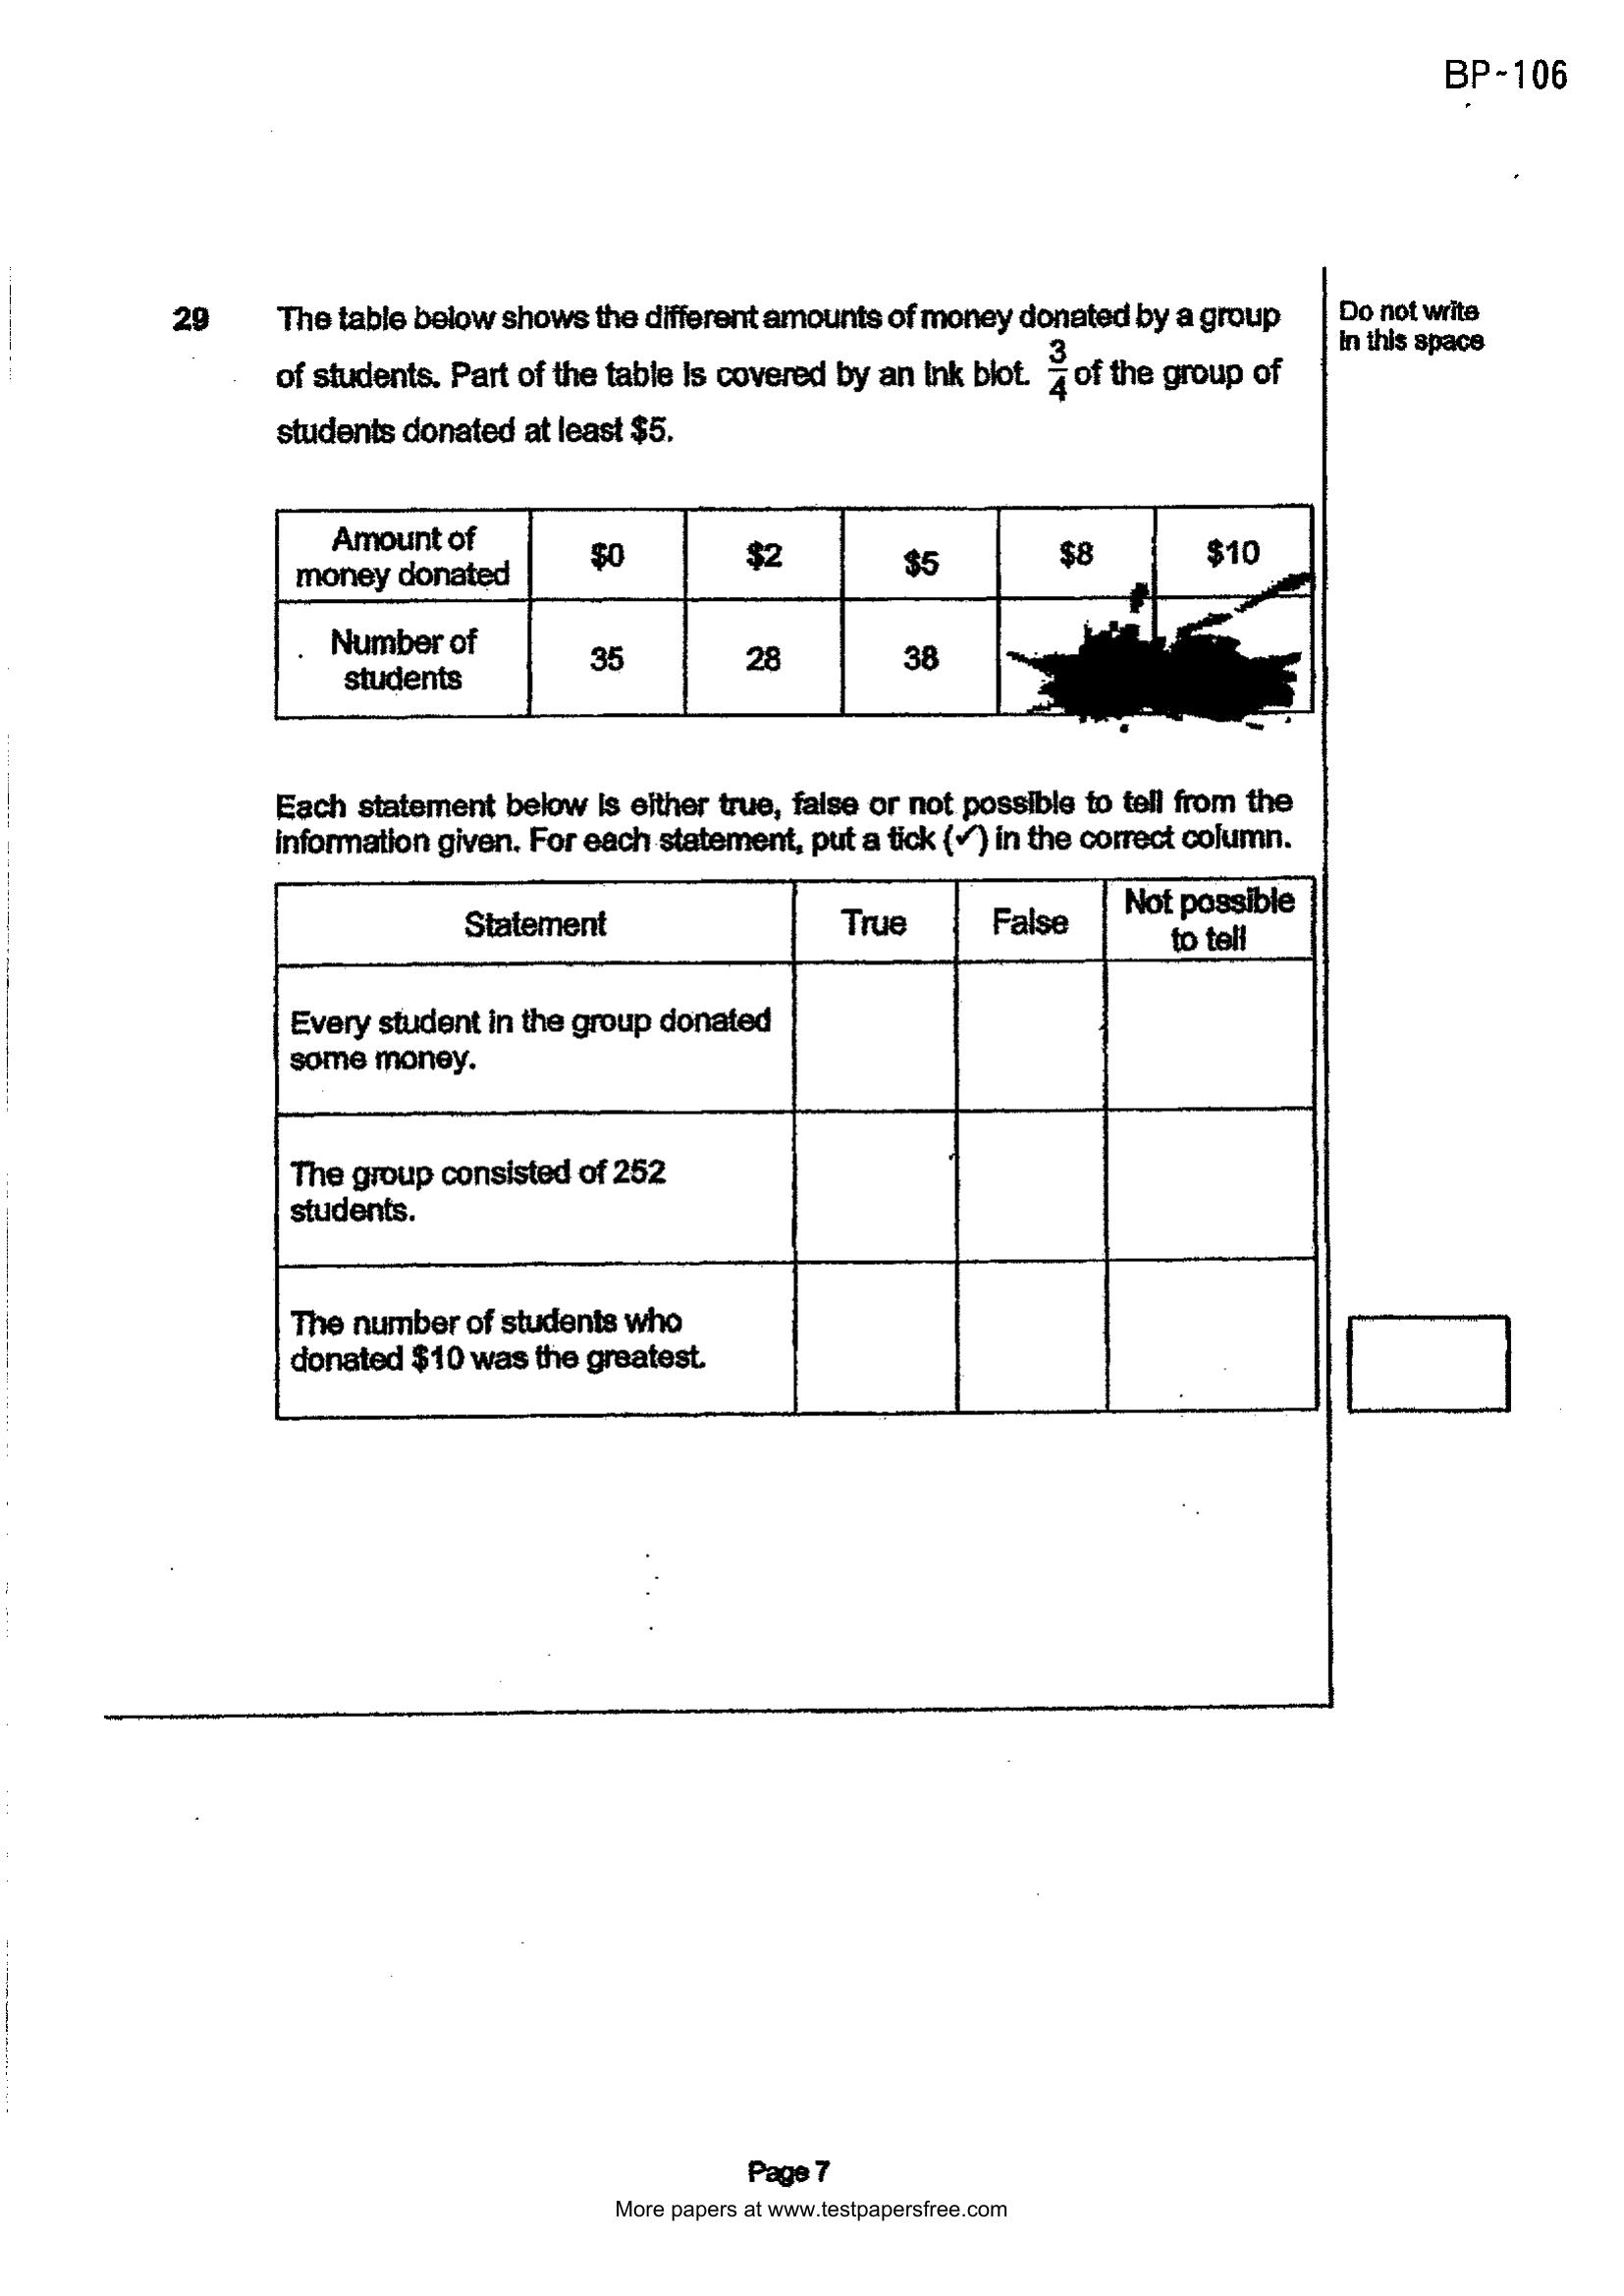 BP-106
29 The table below shows the different amounts of money donated by a group
of students. Part of the table is covered by an ink blot. 3/4 of the group of
students donated at least $5.
Do not write
in this space
Amount of
money donated
$0 $2 $5 $8 $10
Number of
students
35 28 38
Each statement below is either true, false or not possible to tell from the
information given. For each statement, put a tick (✓) in the correct column.
Statement True False Not possible
to tell
Every student in the group donated
some money.
The group consisted of 252
students.
The number of students who
donated $10 was the greatest.
Page 7
More papers at www.testpapersfree.com